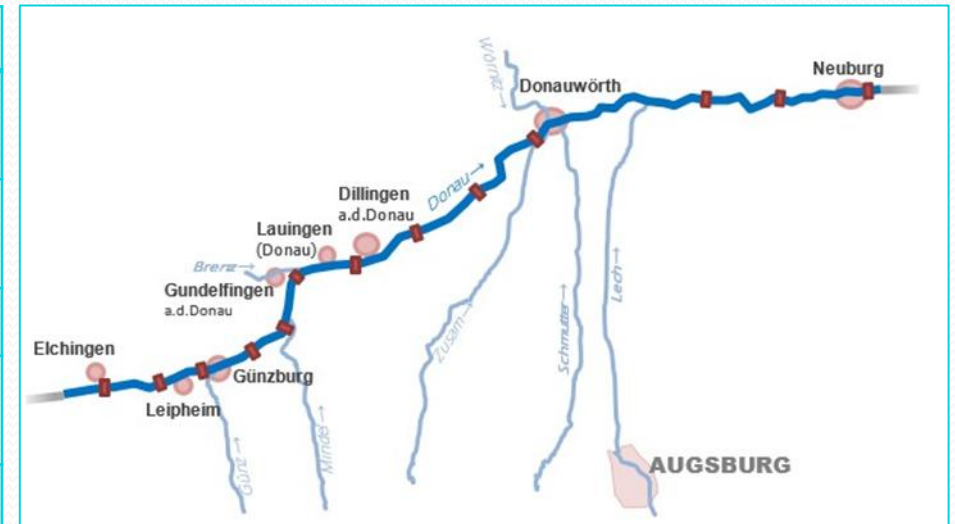 Wörnitz→
Donauwörth
Neuburg
Donau→
Dillingen
a.d.Donau
Lauingen
(Donau)
Brenz→
Gundelfingen
a.d.Donau
Elchingen
Günzburg
Leipheim
Günz→
Mindel→
Zusam→
Schmutter→
Lech→
AUGSBURG